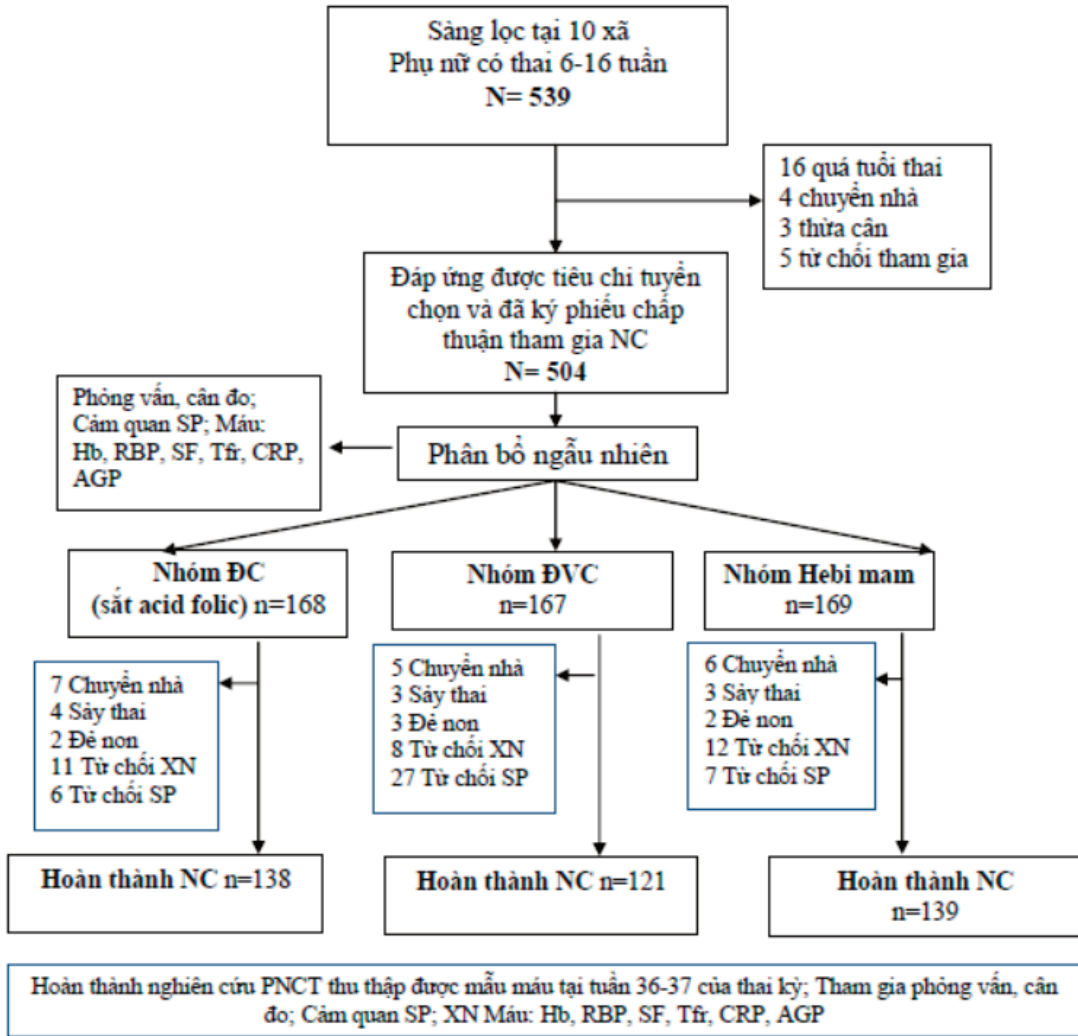 Sàng lọc tại 10 xã
Phụ nữ có thai 6-16 tuần
N= 539
16 quá tuổi thai
4 chuyển nhà
3 thừa cân
5 từ chối tham gia
Đáp ứng được tiêu chi tuyển
chọn và đã ký phiếu chấp
thuận tham gia NC
N= 504
Phỏng vấn, cân đo;
Cảm quan SP; Máu:
Hb, RBP, SF, Tfr, CRP,
AGP
Phân bổ ngẫu nhiên
Nhóm ĐC
(sắt acid folic) n=168
Nhóm ĐVC
n=167
Nhóm Hebi mam
n=169
7 Chuyển nhà
4 Sảy thai
2 Đẻ non
11 Từ chối XN
6 Từ chối SP
5 Chuyển nhà
3 Sảy thai
3 Đẻ non
8 Từ chối XN
27 Từ chối SP
6 Chuyển nhà
3 Sảy thai
2 Đẻ non
12 Từ chối XN
7 Từ chối SP
Hoàn thành NC n=138
Hoàn thành NC n=121
Hoàn thành NC
n=139
Hoàn thành nghiên cứu PNCT thu thập được mẫu máu tại tuần 36-37 của thai kỳ; Tham gia phỏng vấn, cân
đo; Cảm quan SP; XN Máu: Hb, RBP, SF, Tfr, CRP, AGP